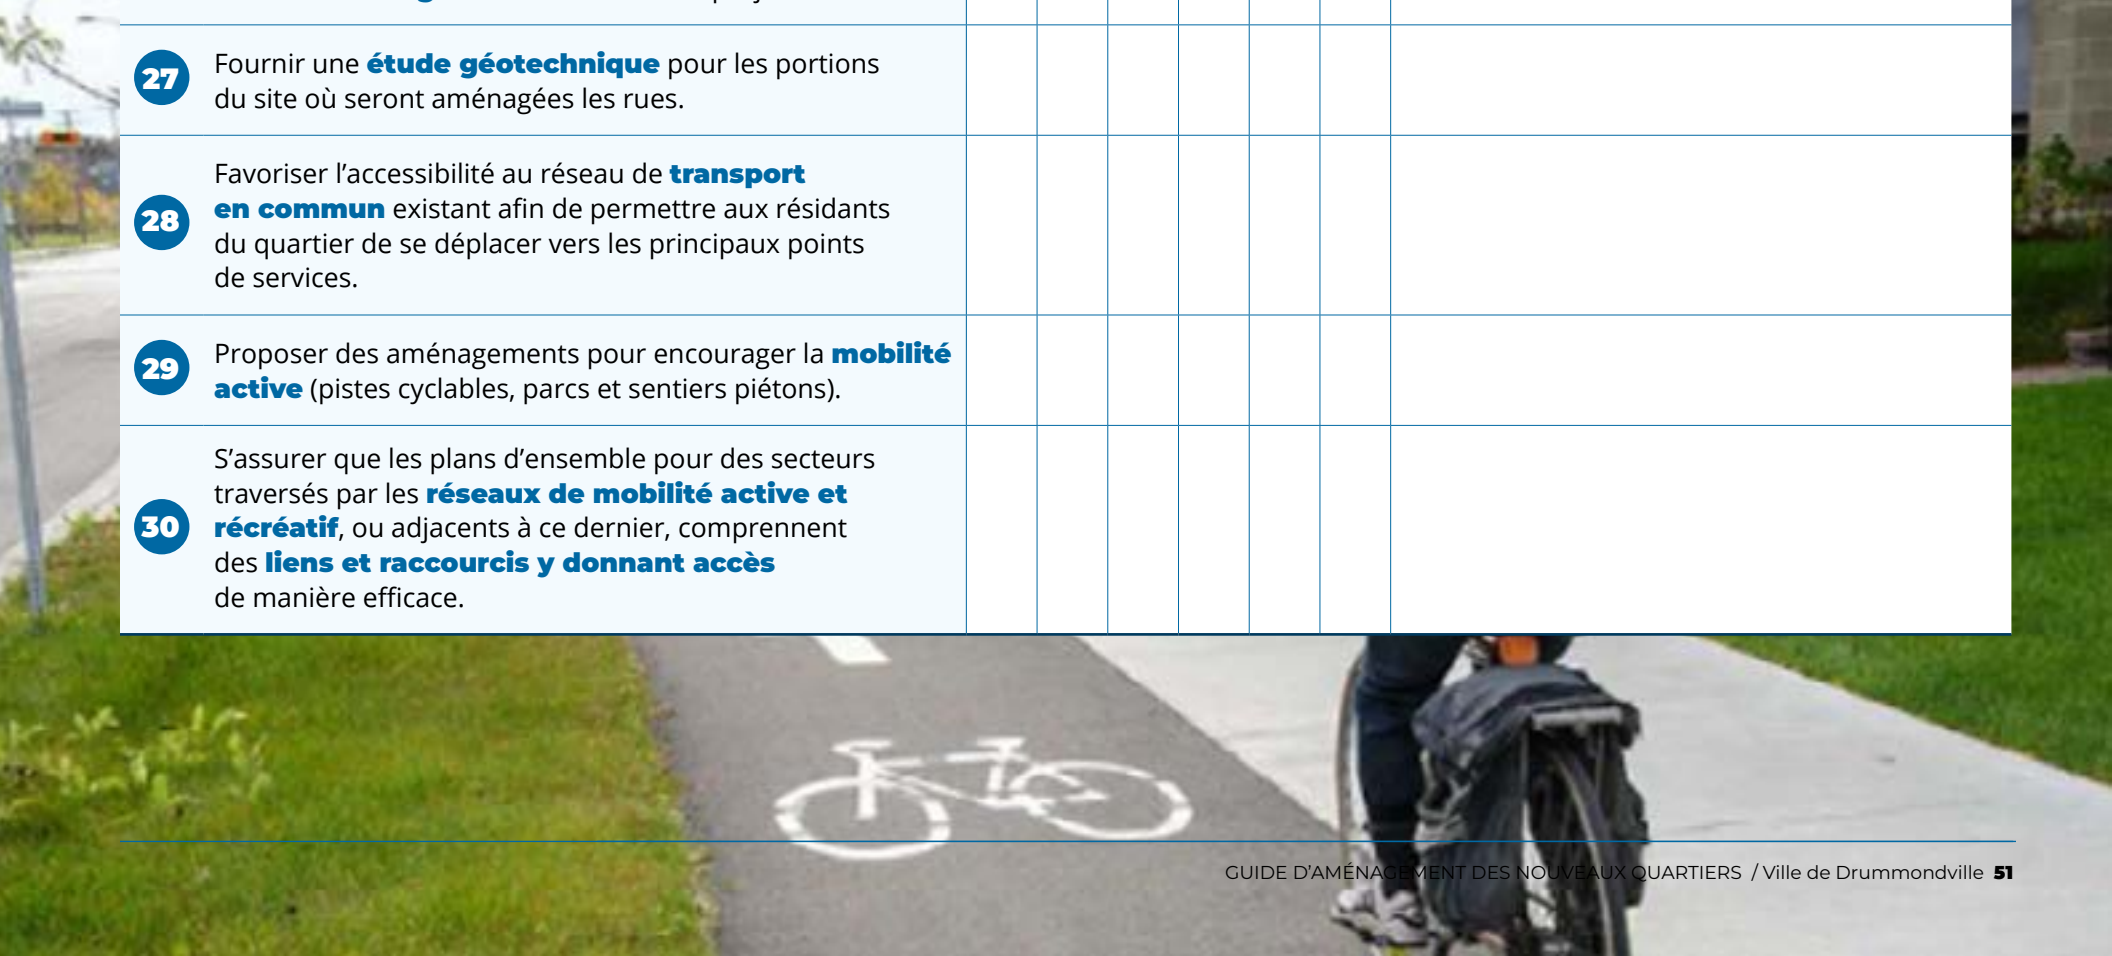 27
Fournir une étude géotechnique pour les portions
du site où seront aménagées les rues.
28
Favoriser l’accessibilité au réseau de transport
en commun existant afin de permettre aux résidants
du quartier de se déplacer vers les principaux points
de services.
29
Proposer des aménagements pour encourager la mobilité
active (pistes cyclables, parcs et sentiers piétons).
30
S’assurer que les plans d’ensemble pour des secteurs
traversés par les réseaux de mobilité active et
récréatif, ou adjacents à ce dernier, comprennent
des liens et raccourcis y donnant accès
de manière efficace.
GUIDE D’AMÉNAGEMENT DES NOUVEAUX QUARTIERS / Ville de Drummondville 51